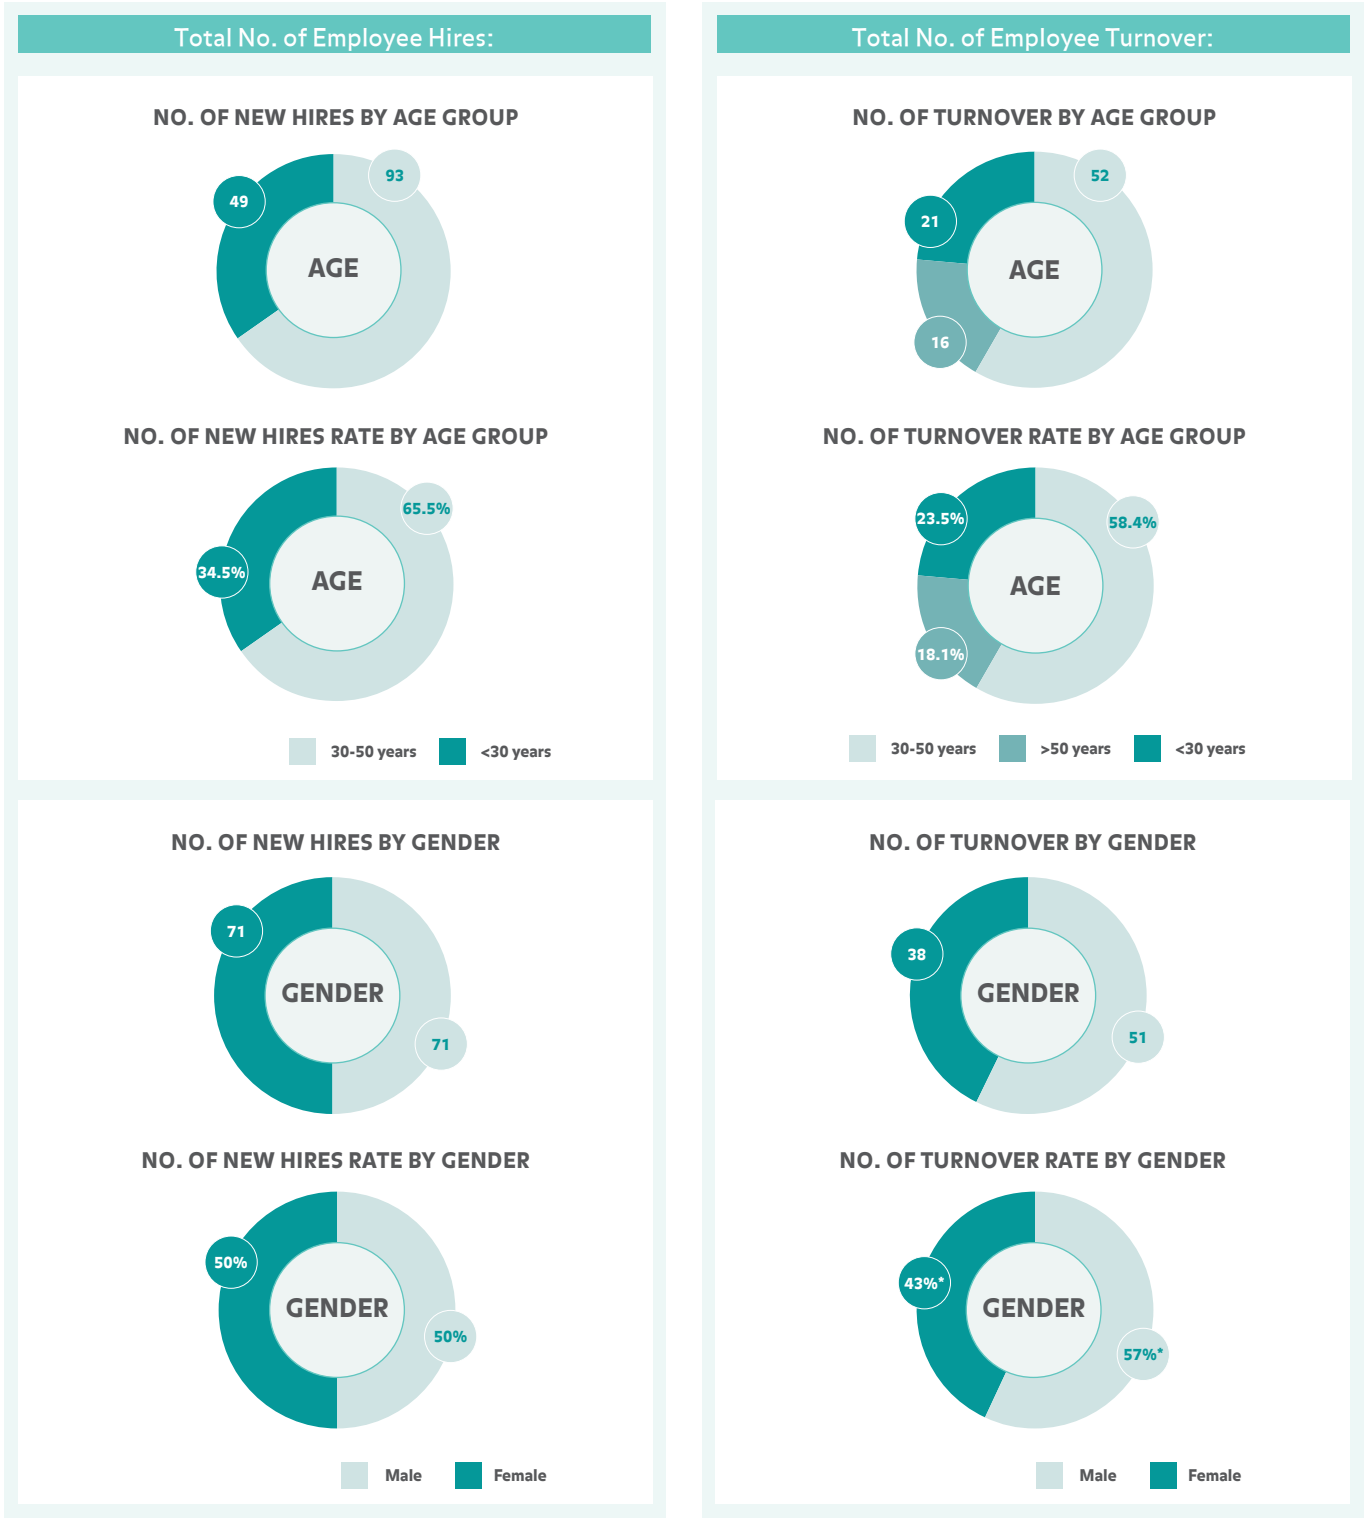 Total No. of Employee Hires:
NO. OF NEW HIRES BY AGE GROUP
93
49
AGE
NO. OF NEW HIRES RATE BY AGE GROUP
65.5%
34.5%
AGE
30-50 years <30 years
NO. OF NEW HIRES BY GENDER
71
GENDER
71
NO. OF NEW HIRES RATE BY GENDER
50%
GENDER
50%
Male Female
Total No. of Employee Turnover:
NO. OF TURNOVER BY AGE GROUP
52
21
AGE
16
NO. OF TURNOVER RATE BY AGE GROUP
23.5%
58.4%
AGE
18.1%
30-50 years >50 years <30 years
NO. OF TURNOVER BY GENDER
38
GENDER
51
NO. OF TURNOVER RATE BY GENDER
43%*
GENDER
57%*
Male Female